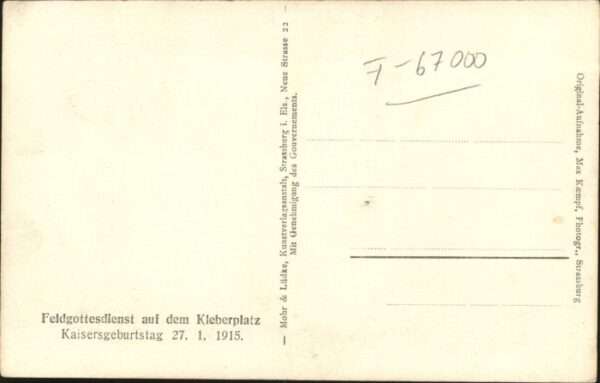 F-67000
Feldgottesdienst auf dem Kleberplatz
Kaisersgeburtstag 27. 1. 1915.
— Mohr & Lüdke, Kunstverlagsanstalt, Strassburg i. Els., Neue Strasse 22 —
Mit Genehmigung des Gouvernements.
Original-Aufnahme, Max Kæmpf, Photogr., Strassburg